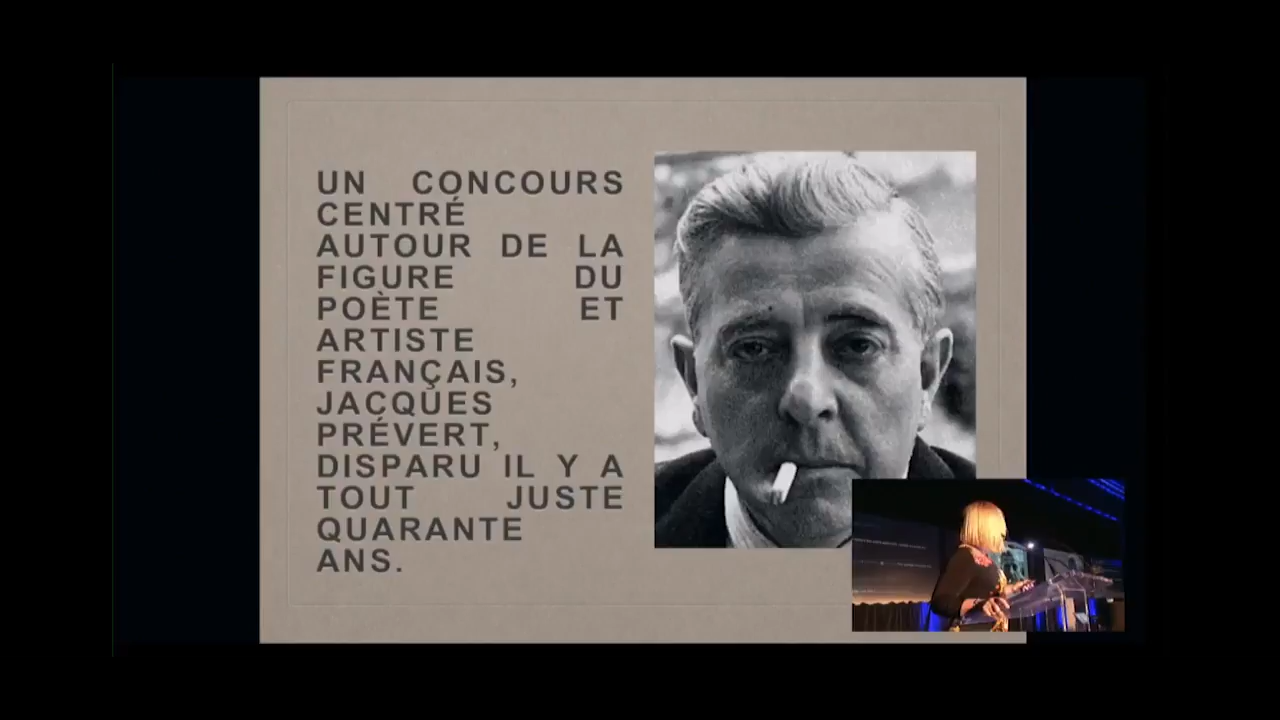 UN CONCOURS
CENTRÉ
AUTOUR DE LA
FIGURE DU
POÈTE ET
ARTISTE
FRANÇAIS,
JACQUES
PRÉVERT,
DISPARU IL Y A
TOUT JUSTE
QUARANTE
ANS.